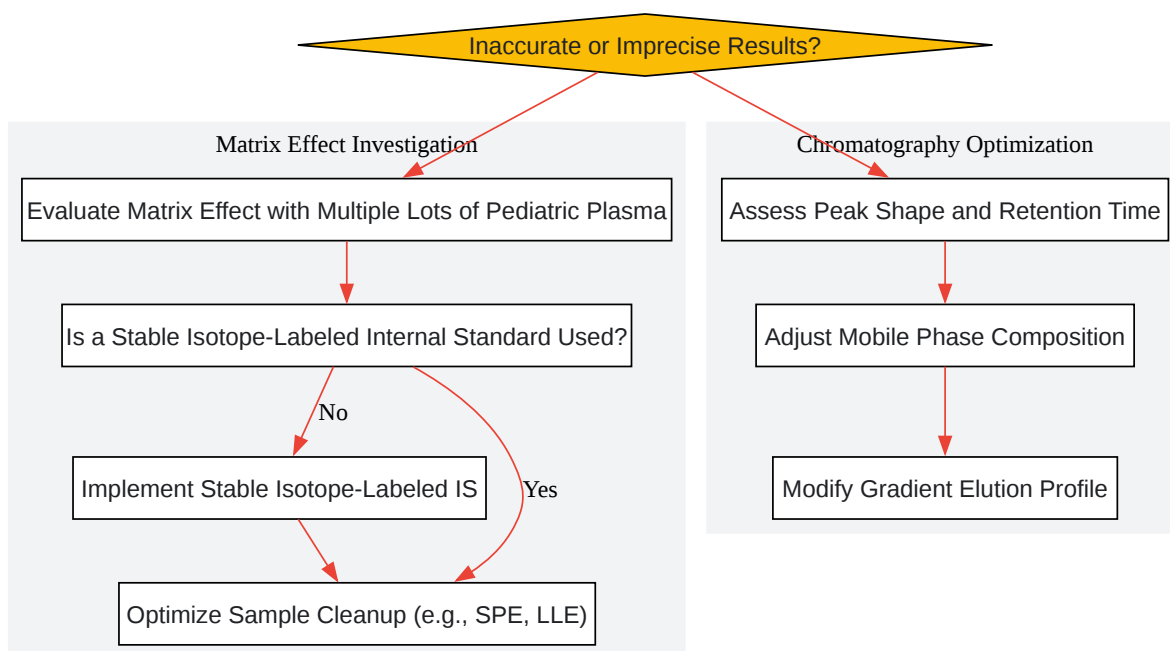 Inaccurate or Imprecise Results?
Matrix Effect Investigation
Evaluate Matrix Effect with Multiple Lots of Pediatric Plasma
Is a Stable Isotope-Labeled Internal Standard Used?
No
Implement Stable Isotope-Labeled IS
Yes
Optimize Sample Cleanup (e.g., SPE, LLE)
Chromatography Optimization
Assess Peak Shape and Retention Time
Adjust Mobile Phase Composition
Modify Gradient Elution Profile